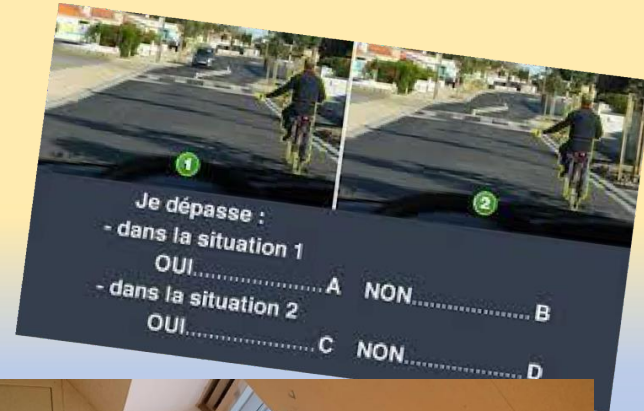 1
2
Je dépasse :
- dans la situation 1
OUI......................A NON....................B
- dans la situation 2
OUI......................C NON....................D